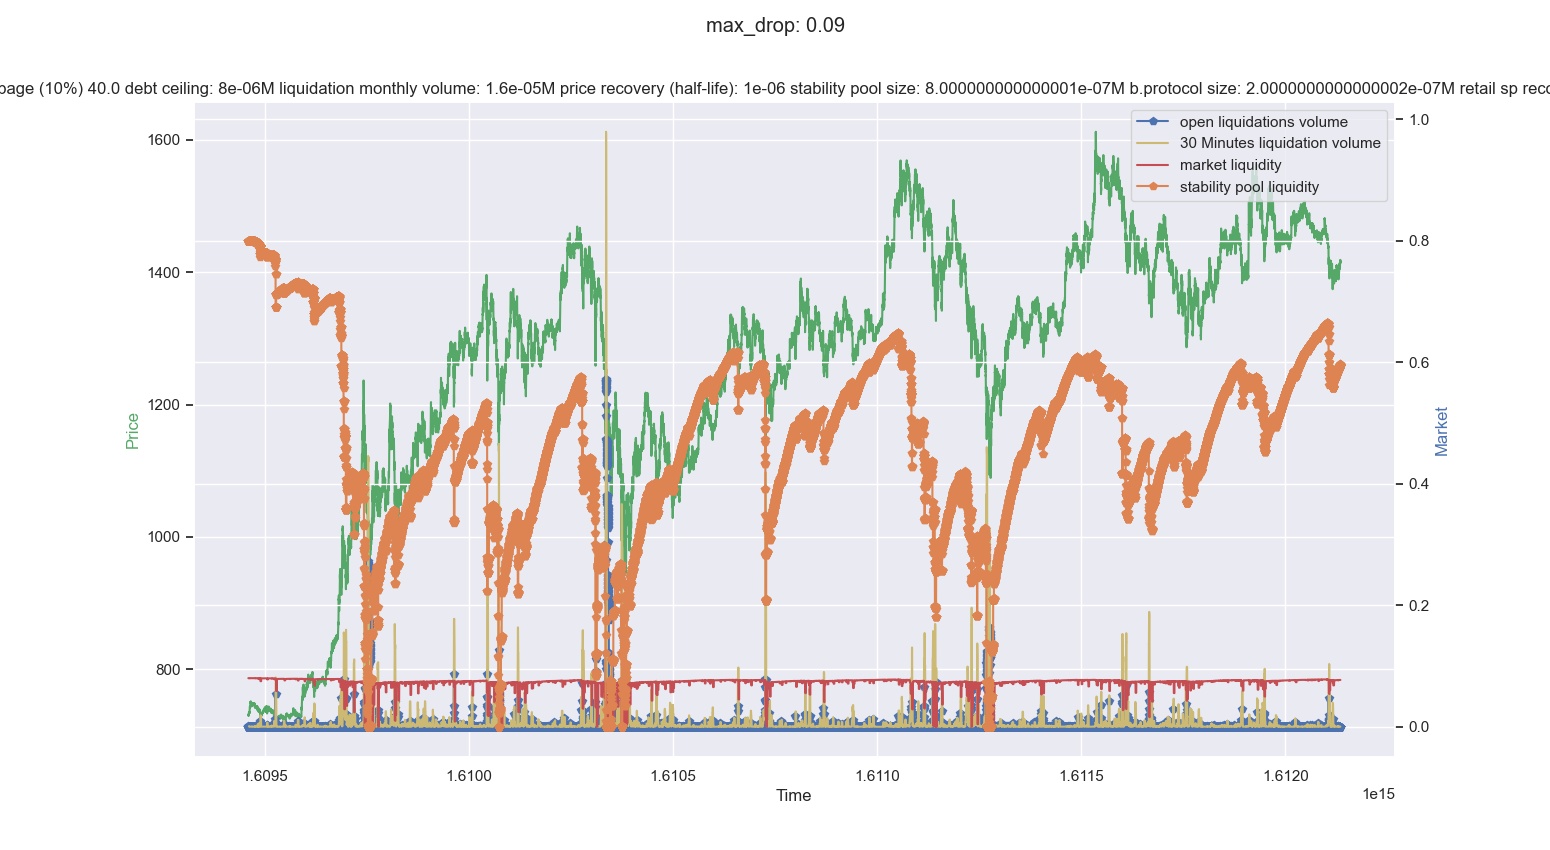 max_drop: 0.09
(10%) 40.0 debt ceiling: 8e-06M liquidation monthly volume: 1.6e-05M price recovery (half-life): 1e-06 stability pool size: 8.000000000000001e-07M b.protocol size: 2.0000000000000002e-07M retail sp
open liquidations volume
30 Minutes liquidation volume
market liquidity
stability pool liquidity
1600
1400
1200
1000
800
Price
1.0
0.8
0.6
0.4
0.2
0.0
Market
1.6095
1.6100
1.6105
1.6110
1.6115
1.6120
Time
1e15